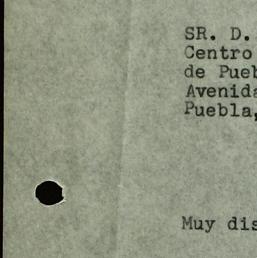 SR. D.
Centro
de Pueb
Avenida
Puebla,
Muy dis